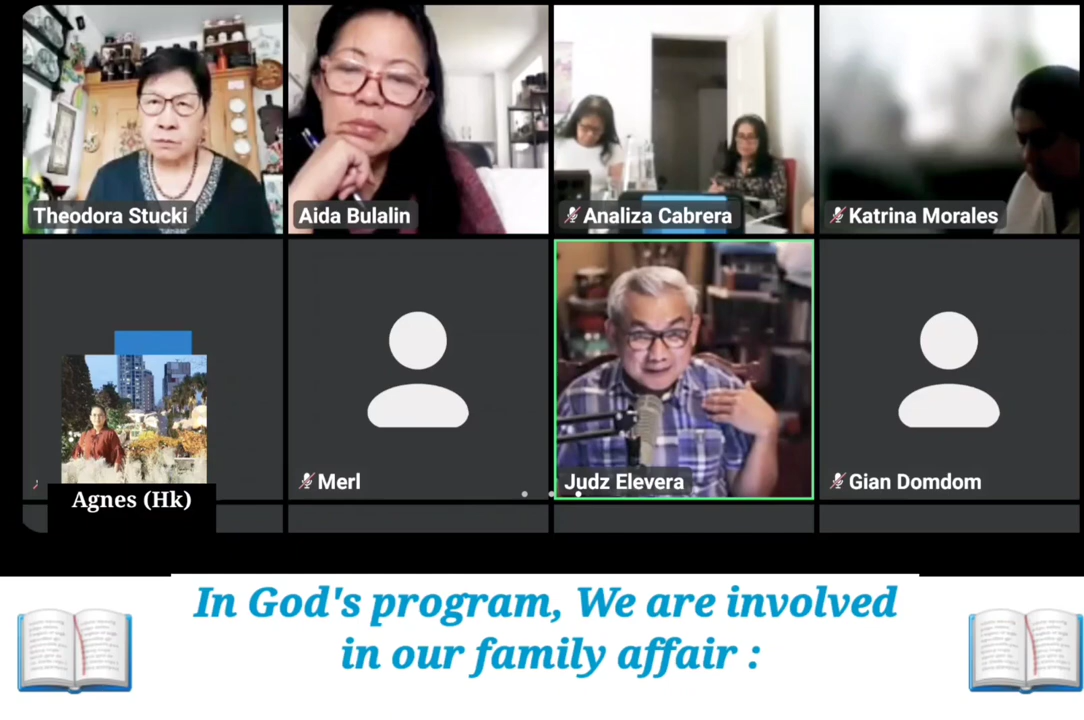 Theodora Stucki
Aida Bulalin
Analiza Cabrera
Katrina Morales
Agnes (Hk)
Merl
Judz Elevera
Gian Domdom
In God's program, We are involved
in our family affair :